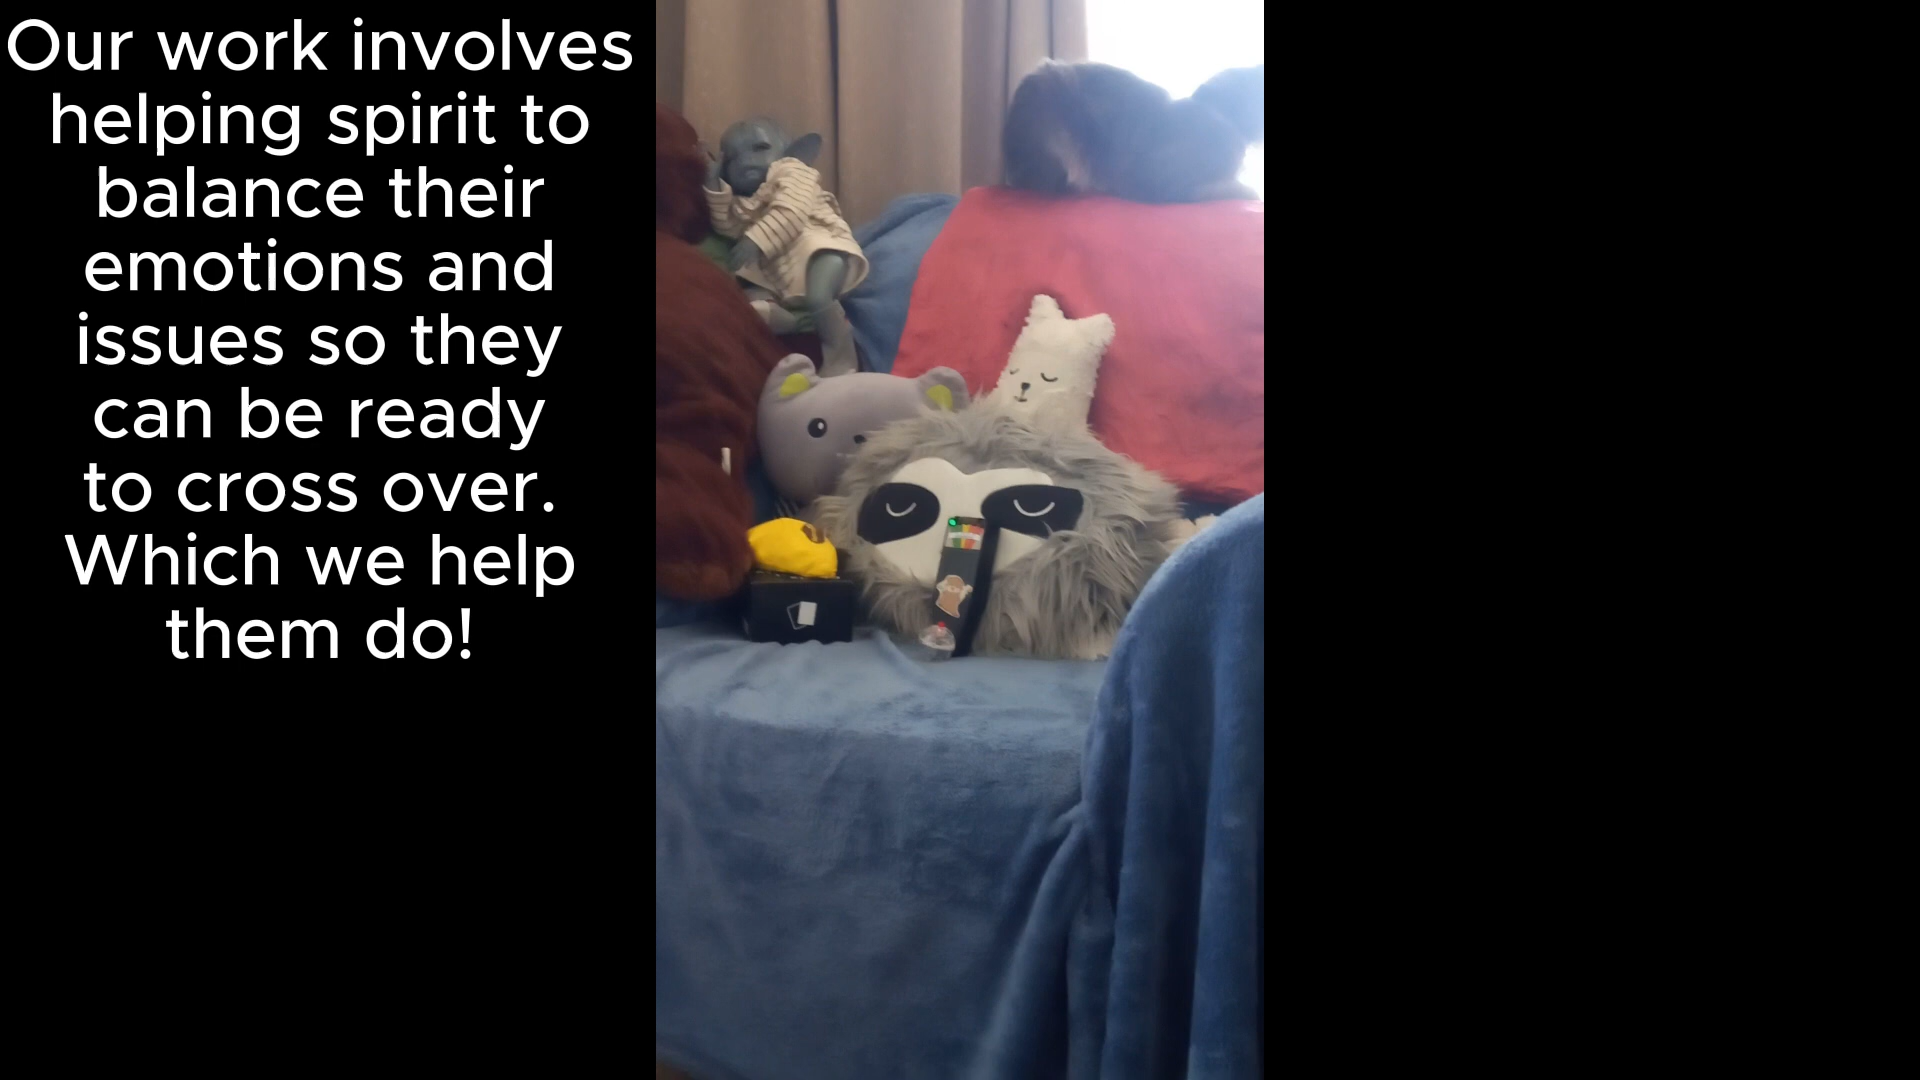 Our work involves
helping spirit to
balance their
emotions and
issues so they
can be ready
to cross over.
Which we help
them do!